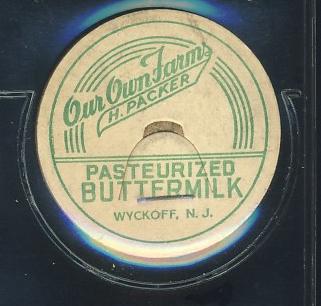 Our Own Farms
H. PACKER
PASTEURIZED
BUTTERMILK
WYCKOFF, N. J.